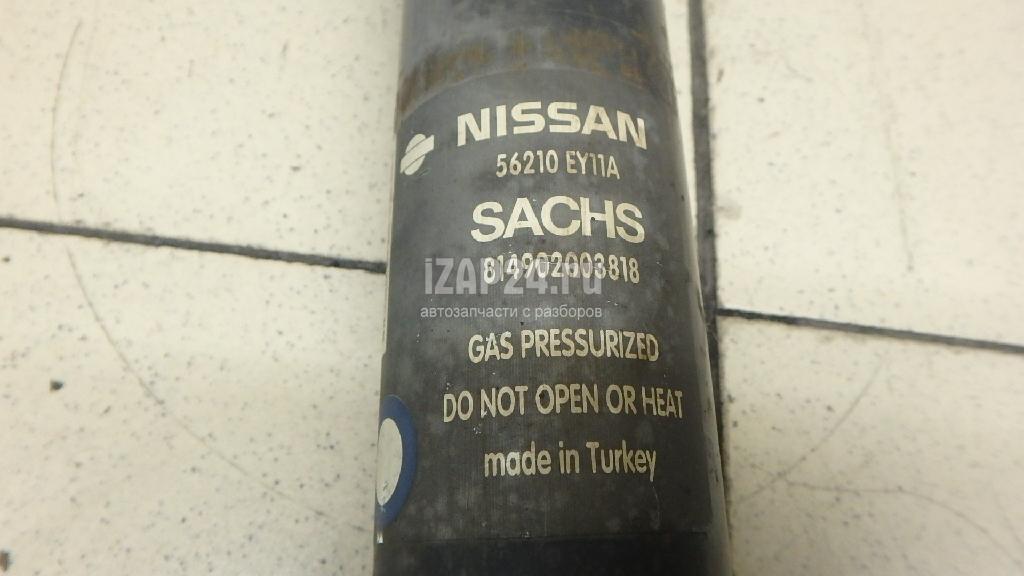 NISSAN
56210 EY11A
SACHS
814902003818
iZAP24.ru
автозапчасти с разборов
GAS PRESSURIZED
DO NOT OPEN OR HEAT
made in Turkey